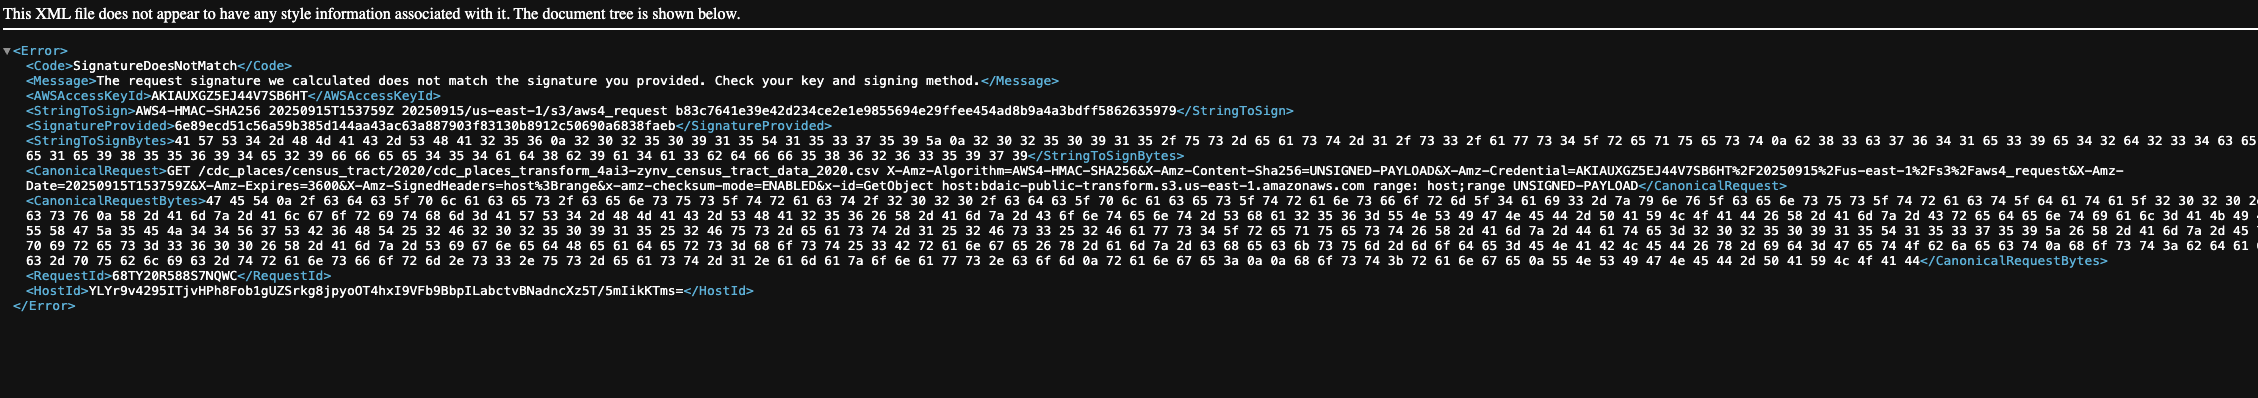 This XML file does not appear to have any style information associated with it. The document tree is shown below.
▼<Error>
<Code>SignatureDoesNotMatch</Code>
<Message>The request signature we calculated does not match the signature you provided. Check your key and signing method.</Message>
<AWSAccessKeyId>AKIAUXGZ5EJ44V7SB6HT</AWSAccessKeyId>
<StringToSign>AWS4-HMAC-SHA256 20250915T153759Z 20250915/us-east-1/s3/aws4_request b83c7641e39e42d234ce2e1e9855694e29ffee454ad8b9a4a3bdff5862635979</StringToSign>
<SignatureProvided>6e89ecd51c56a59b385d144aa43ac63a887903f83130b8912c50690a6838faeb</SignatureProvided>
<StringToSignBytes>41 57 53 34 2d 48 4d 41 43 2d 53 48 41 32 35 36 0a 32 30 32 35 30 39 31 35 54 31 35 33 37 35 39 5a 0a 32 30 32 35 30 39 31 35 2f 75 73 2d 65 61 73 74 2d 31 2f 73 33 2f 61 77 73 34 5f 72 65 71 75 65 73 74 0a 62 38 33 63 37 36 34 31 65 33 39 65 34 32 64 32 33 34 63 65
65 31 65 39 38 35 35 36 39 34 65 32 39 66 66 65 65 34 35 34 61 64 38 62 39 61 34 61 33 62 64 66 66 35 38 36 32 36 33 35 39 37 39</StringToSignBytes>
<CanonicalRequest>GET /cdc_places/census_tract/2020/cdc_places_transform_4ai3-zynv_census_tract_data_2020.csv X-Amz-Algorithm=AWS4-HMAC-SHA256&X-Amz-Content-Sha256=UNSIGNED-PAYLOAD&X-Amz-Credential=AKIAUXGZ5EJ44V7SB6HT%2F20250915%2Fus-east-1%2Fs3%2Faws4_request&X-Amz-
Date=20250915T153759Z&X-Amz-Expires=3600&X-Amz-SignedHeaders=host%3Brange&x-amz-checksum-mode=ENABLED&x-id=GetObject host:bdaic-public-transform.s3.us-east-1.amazonaws.com range: host;range UNSIGNED-PAYLOAD</CanonicalRequest>
<CanonicalRequestBytes>47 45 54 0a 2f 63 64 63 5f 70 6c 61 63 65 73 2f 63 65 6e 73 75 73 5f 74 72 61 63 74 2f 32 30 32 30 2f 63 64 63 5f 70 6c 61 63 65 73 5f 74 72 61 6e 73 66 6f 72 6d 5f 34 61 69 33 2d 7a 79 6e 76 5f 63 65 6e 73 75 73 5f 74 72 61 63 74 5f 64 61 74 61 5f 32 30 32 30
63 73 76 0a 58 2d 41 6d 7a 2d 41 6c 67 6f 72 69 74 68 6d 3d 41 57 53 34 2d 48 4d 41 43 2d 53 48 41 32 35 36 26 58 2d 41 6d 7a 2d 43 6f 6e 74 65 6e 74 2d 53 68 61 32 35 36 3d 55 4e 53 49 47 4e 45 44 2d 50 41 59 4c 4f 41 44 26 58 2d 41 6d 7a 2d 43 72 65 64 65 6e 74 69 61 6c 3d 41 4b 49
55 58 47 5a 35 45 4a 34 34 56 37 53 42 36 48 54 25 32 46 32 30 32 35 30 39 31 35 25 32 46 75 73 2d 65 61 73 74 2d 31 25 32 46 73 33 25 32 46 61 77 73 34 5f 72 65 71 75 65 73 74 26 58 2d 41 6d 7a 2d 44 61 74 65 3d 32 30 32 35 30 39 31 35 54 31 35 33 37 35 39 5a 26 58 2d 41 6d 7a 2d 45
70 69 72 65 73 3d 33 36 30 30 26 58 2d 41 6d 7a 2d 53 69 67 6e 65 64 48 65 61 64 65 72 73 3d 68 6f 73 74 25 33 42 72 61 6e 67 65 26 78 2d 61 6d 7a 2d 63 68 65 63 6b 73 75 6d 2d 6d 6f 64 65 3d 45 4e 41 42 4c 45 44 26 78 2d 69 64 3d 47 65 74 4f 62 6a 65 63 74 0a 68 6f 73 74 3a 62 64 61
63 2d 70 75 62 6c 69 63 2d 74 72 61 6e 73 66 6f 72 6d 2e 73 33 2e 75 73 2d 65 61 73 74 2d 31 2e 61 6d 61 7a 6f 6e 61 77 73 2e 63 6f 6d 0a 72 61 6e 67 65 3a 0a 0a 68 6f 73 74 3b 72 61 6e 67 65 0a 55 4e 53 49 47 4e 45 44 2d 50 41 59 4c 4f 41 44</CanonicalRequestBytes>
<RequestId>68TY20R588S7NQWC</RequestId>
<HostId>YLYr9v4295ITjvHPh8Fob1gUZSrkg8jpyoOT4hxI9VFb9BbpILabctvBNadncXz5T/5mIikKTms=</HostId>
</Error>